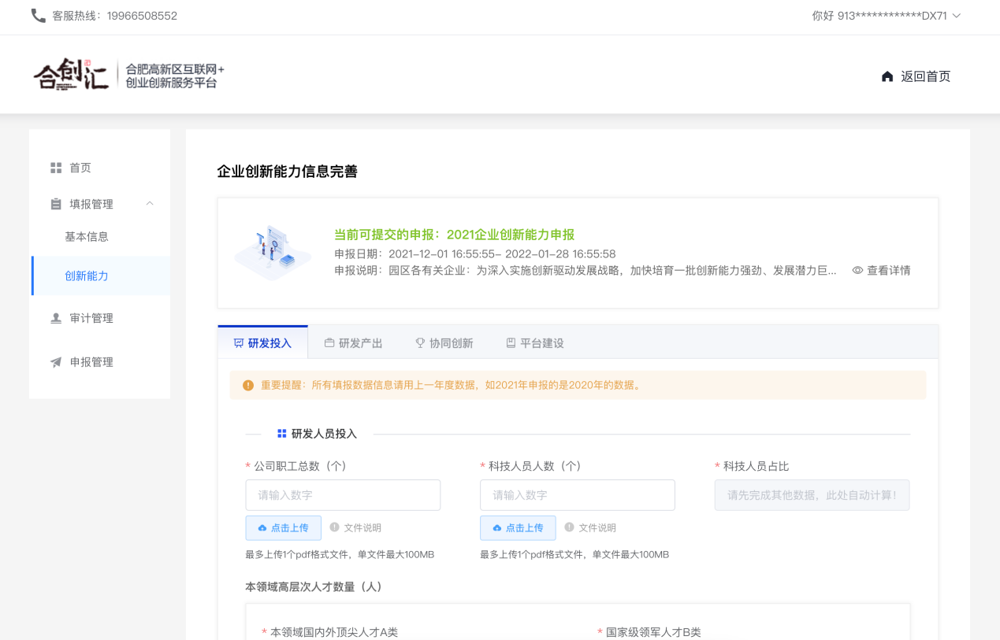 客服热线：19966508552
你好 913************DX71
合创汇
合肥高新区互联网+
创业创新服务平台
返回首页
首页
填报管理
基本信息
创新能力
审计管理
申报管理
企业创新能力信息完善
当前可提交的申报：2021企业创新能力申报
申报日期：2021-12-01 16:55:55- 2022-01-28 16:55:58
申报说明：园区各有关企业：为深入实施创新驱动发展战略，加快培育一批创新能力强劲、发展潜力巨... 查看详情
研发投入 研发产出 协同创新 平台建设
重要提醒：所有填报数据信息请用上一年度数据，如2021年申报的是2020年的数据。
研发人员投入
* 公司职工总数（个） * 科技人员人数（个） * 科技人员占比
请输入数字 请输入数字 请先完成其他数据，此处自动计算！
点击上传 文件说明 点击上传 文件说明
最多上传1个pdf格式文件，单文件最大100MB 最多上传1个pdf格式文件，单文件最大100MB
本领域高层次人才数量（人）
* 本领域国内外顶尖人才A类 * 国家级领军人才B类